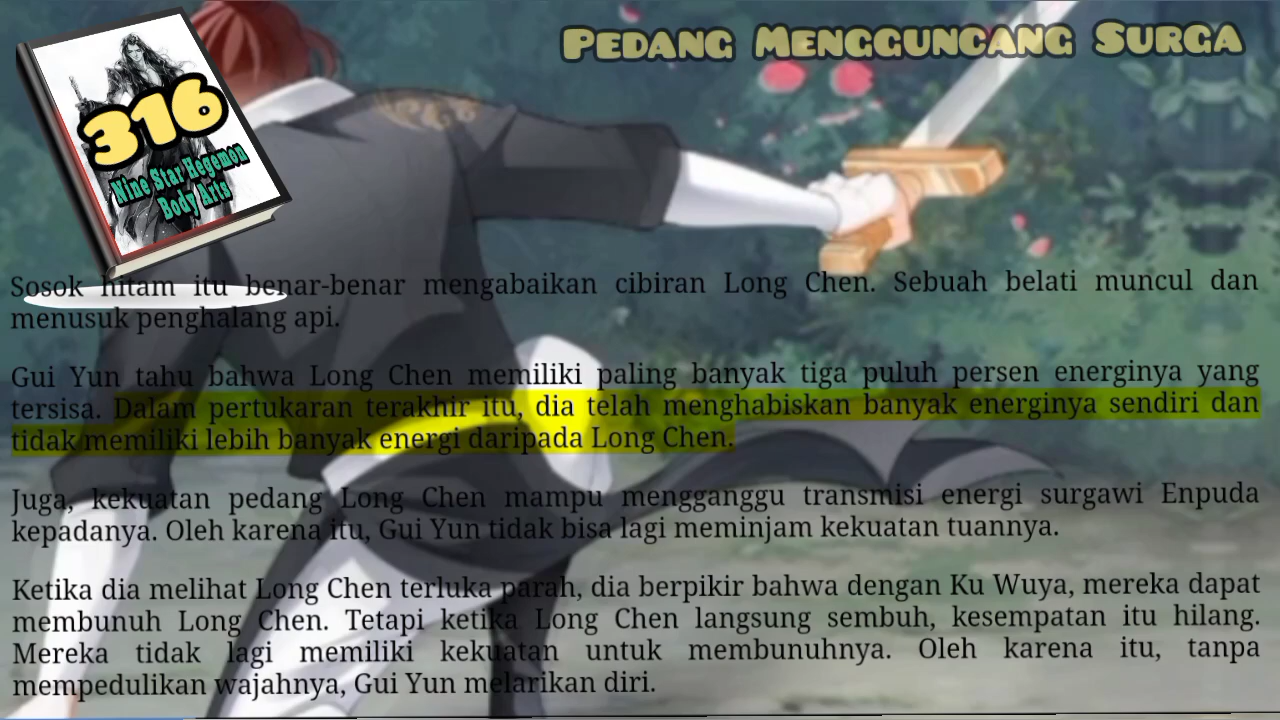 Pedang Mengguncang Surga
316
Nine Star Hegemon
Body Arts
Sosok hitam itu benar-benar mengabaikan cibiran Long Chen. Sebuah belati muncul dan
menusuk penghalang api.
Gui Yun tahu bahwa Long Chen memiliki paling banyak tiga puluh persen energinya yang
tersisa. Dalam pertukaran terakhir itu, dia telah menghabiskan banyak energinya sendiri dan
tidak memiliki lebih banyak energi daripada Long Chen.
Juga, kekuatan pedang Long Chen mampu mengganggu transmisi energi surgawi Enpuda
kepadanya. Oleh karena itu, Gui Yun tidak bisa lagi meminjam kekuatan tuannya.
Ketika dia melihat Long Chen terluka parah, dia berpikir bahwa dengan Ku Wuya, mereka dapat
membunuh Long Chen. Tetapi ketika Long Chen langsung sembuh, kesempatan itu hilang.
Mereka tidak lagi memiliki kekuatan untuk membunuhnya. Oleh karena itu, tanpa
mempedulikan wajahnya, Gui Yun melarikan diri.